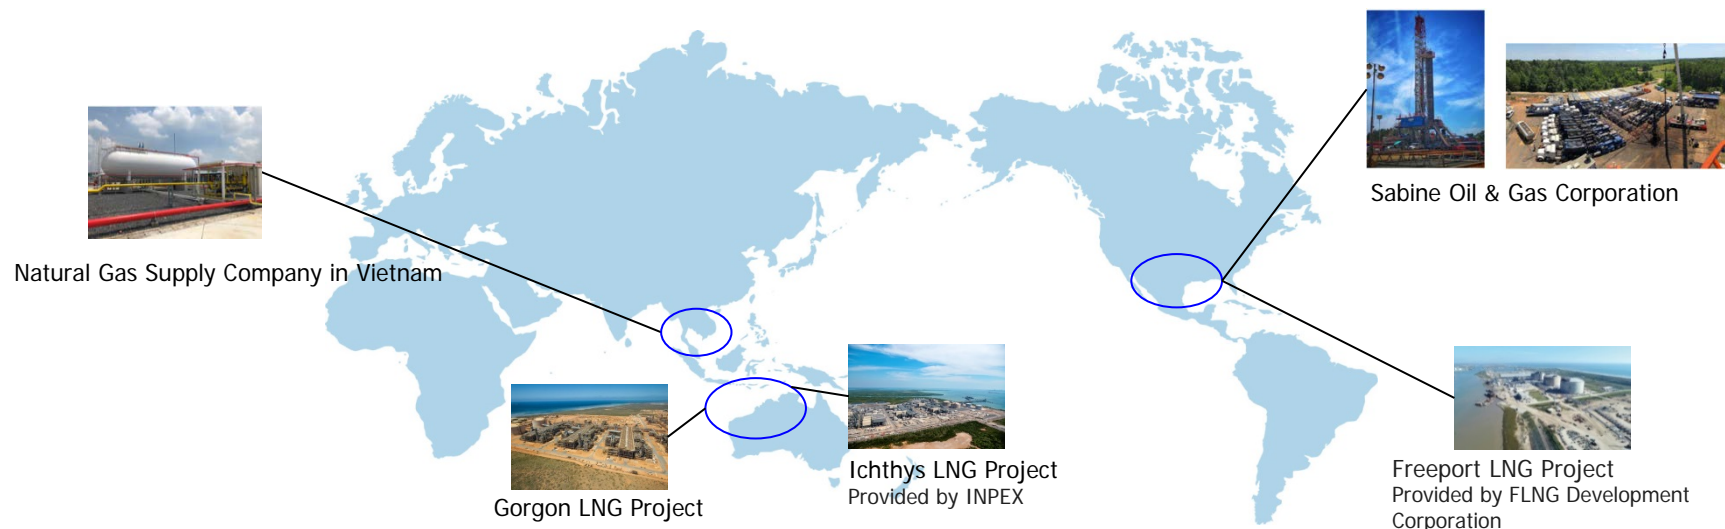 Sabine Oil & Gas Corporation
Natural Gas Supply Company in Vietnam
Gorgon LNG Project
Ichthys LNG Project
Provided by INPEX
Freeport LNG Project
Provided by FLNG Development
Corporation